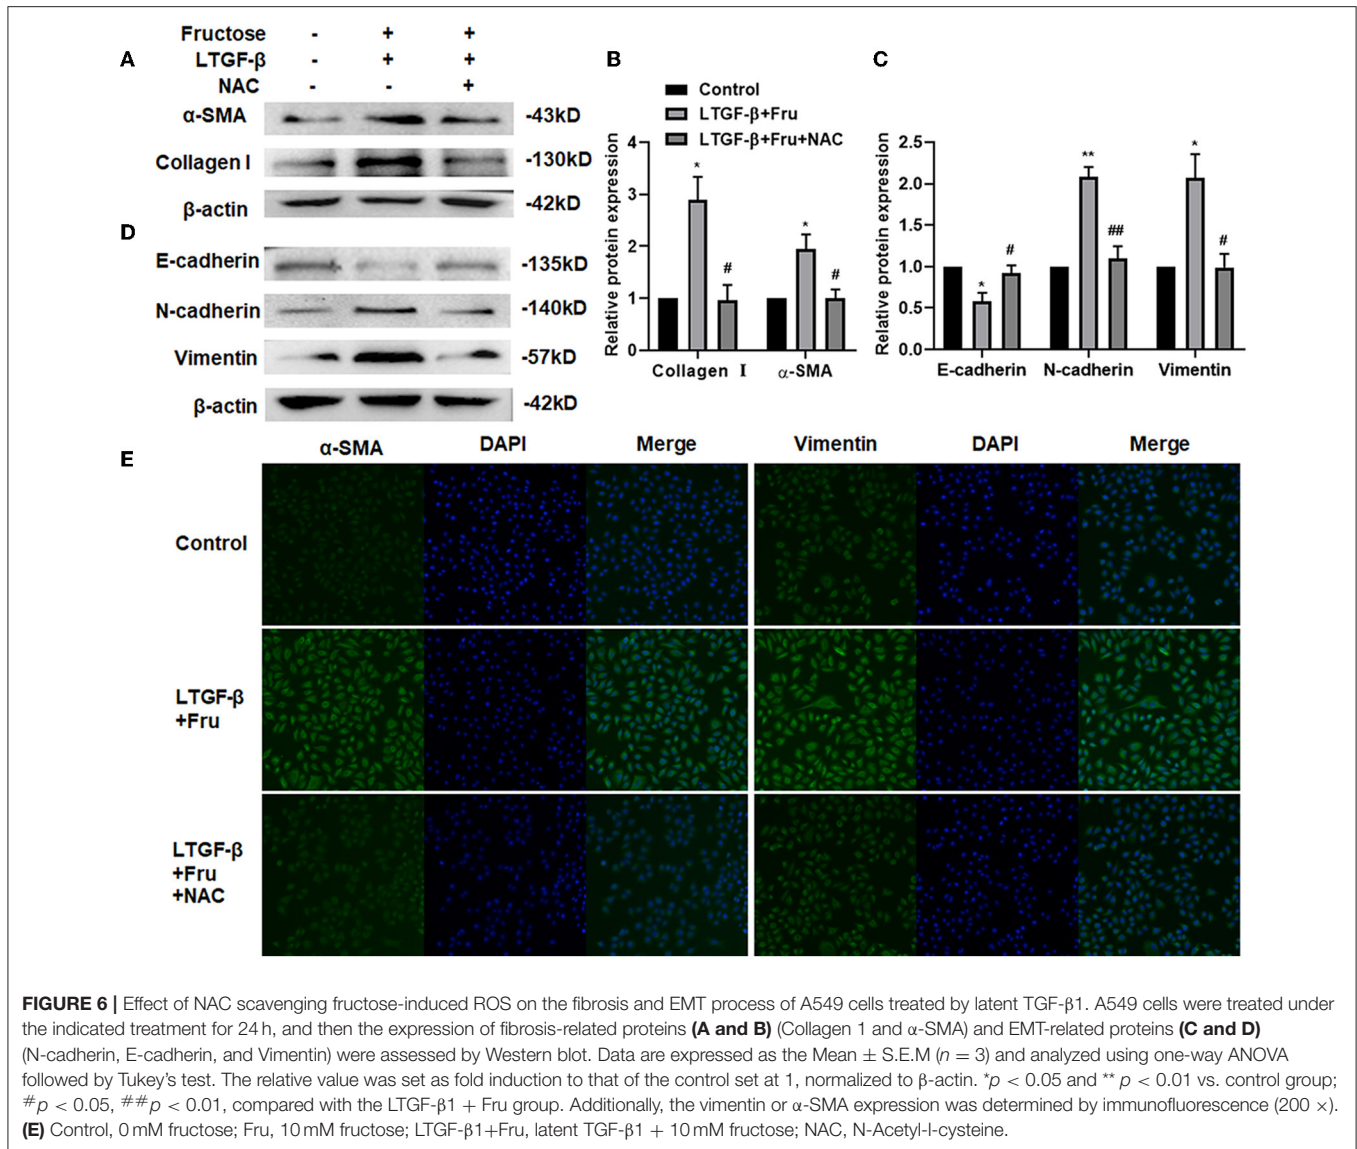 Fructose - + +
A LTGF-β - + +
NAC - - +
α-SMA -43kD
Collagen I -130kD
β-actin -42kD
D
E-cadherin -135kD
N-cadherin -140kD
Vimentin -57kD
β-actin -42kD
B
Control
LTGF-β+Fru
LTGF-β+Fru+NAC
Relative protein expression
4
3
2
1
0
* # * #
Collagen I α-SMA
C
Relative protein expression
2.5
2.0
1.5
1.0
0.5
0.0
* # ** ## * #
E-cadherin N-cadherin Vimentin
E
α-SMA DAPI Merge Vimentin DAPI Merge
Control
LTGF-β
+Fru
LTGF-β
+Fru
+NAC
FIGURE 6 | Effect of NAC scavenging fructose-induced ROS on the fibrosis and EMT process of A549 cells treated by latent TGF-β1. A549 cells were treated under
the indicated treatment for 24 h, and then the expression of fibrosis-related proteins (A and B) (Collagen 1 and α-SMA) and EMT-related proteins (C and D)
(N-cadherin, E-cadherin, and Vimentin) were assessed by Western blot. Data are expressed as the Mean ± S.E.M (n = 3) and analyzed using one-way ANOVA
followed by Tukey's test. The relative value was set as fold induction to that of the control set at 1, normalized to β-actin. *p < 0.05 and ** p < 0.01 vs. control group;
#p < 0.05, ##p < 0.01, compared with the LTGF-β1 + Fru group. Additionally, the vimentin or α-SMA expression was determined by immunofluorescence (200 ×).
(E) Control, 0 mM fructose; Fru, 10 mM fructose; LTGF-β1+Fru, latent TGF-β1 + 10 mM fructose; NAC, N-Acetyl-l-cysteine.